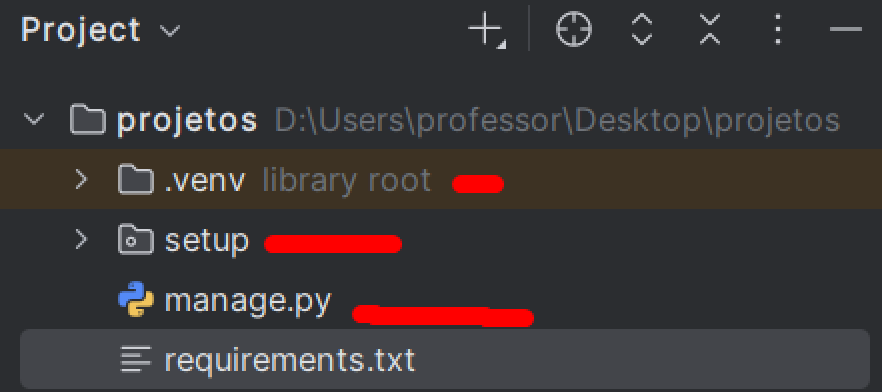 Project
projetos D:\Users\professor\Desktop\projetos
.venv library root
setup
manage.py
requirements.txt